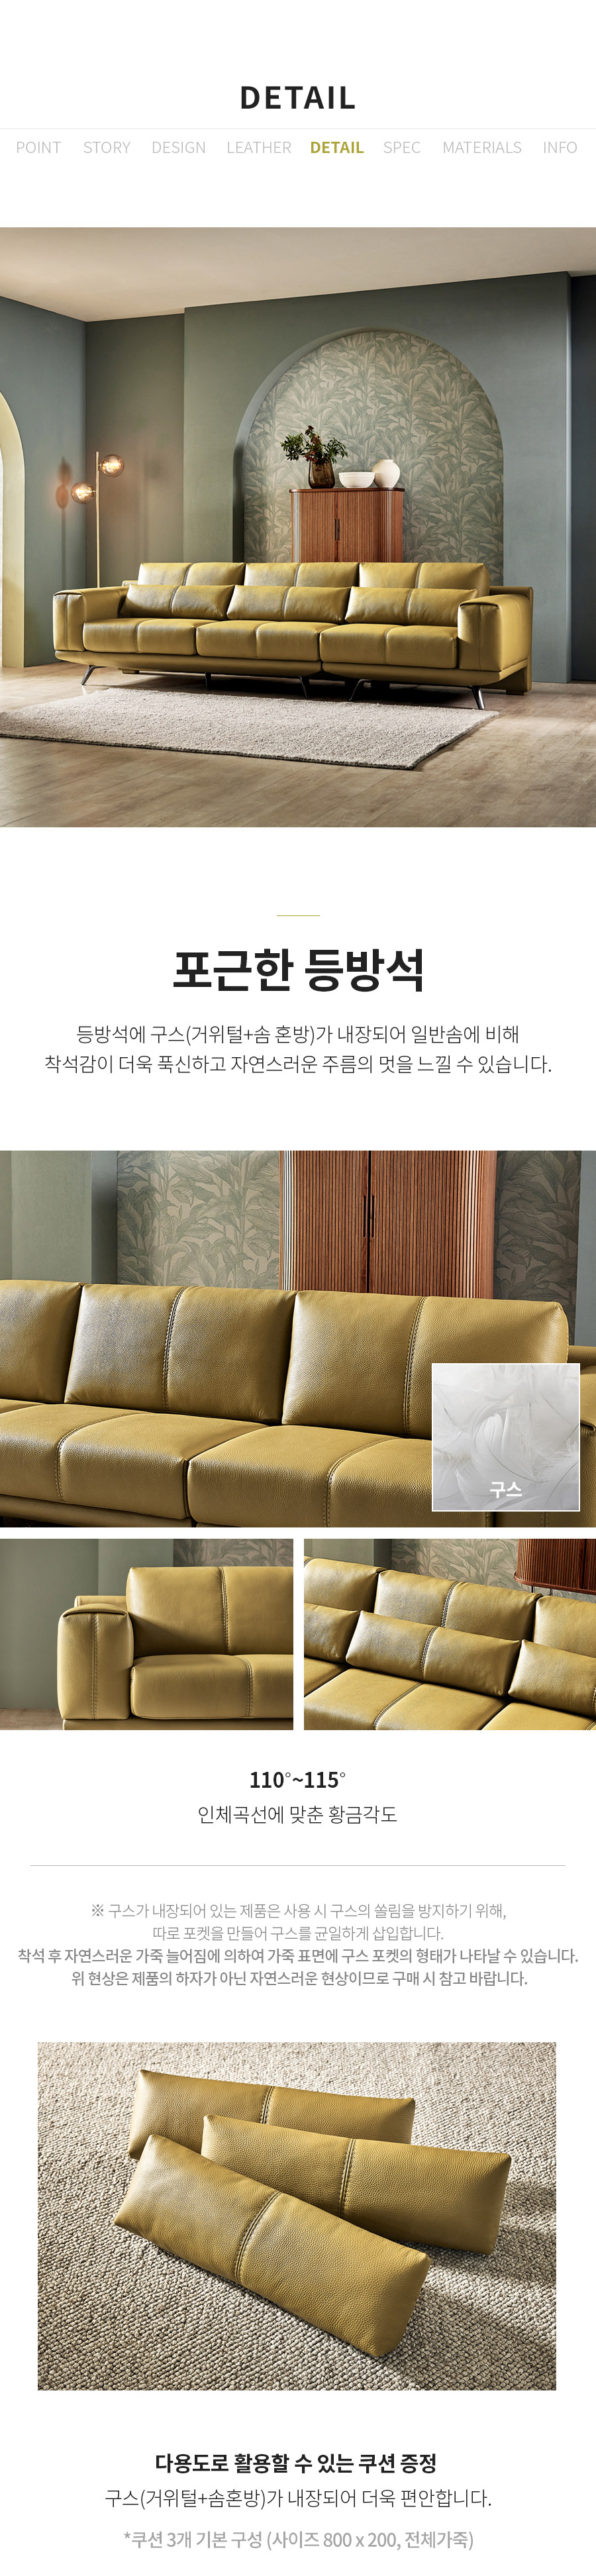 DETAIL
POINT STORY DESIGN LEATHER DETAIL SPEC MATERIALS INFO
포근한 등방석
등방석에 구스(거위털+솜 혼방)가 내장되어 일반솜에 비해
착석감이 더욱 푹신하고 자연스러운 주름의 멋을 느낄 수 있습니다.
구스
110°~115°
인체곡선에 맞춘 황금각도
※ 구스가 내장되어 있는 제품은 사용 시 구스의 쏠림을 방지하기 위해,
따로 포켓을 만들어 구스를 균일하게 삽입합니다.
착석 후 자연스러운 가죽 늘어짐에 의하여 가죽 표면에 구스 포켓의 형태가 나타날 수 있습니다.
위 현상은 제품의 하자가 아닌 자연스러운 현상이므로 구매 시 참고 바랍니다.
다용도로 활용할 수 있는 쿠션 증정
구스(거위털+솜혼방)가 내장되어 더욱 편안합니다.
*쿠션 3개 기본 구성 (사이즈 800 x 200, 전체가죽)